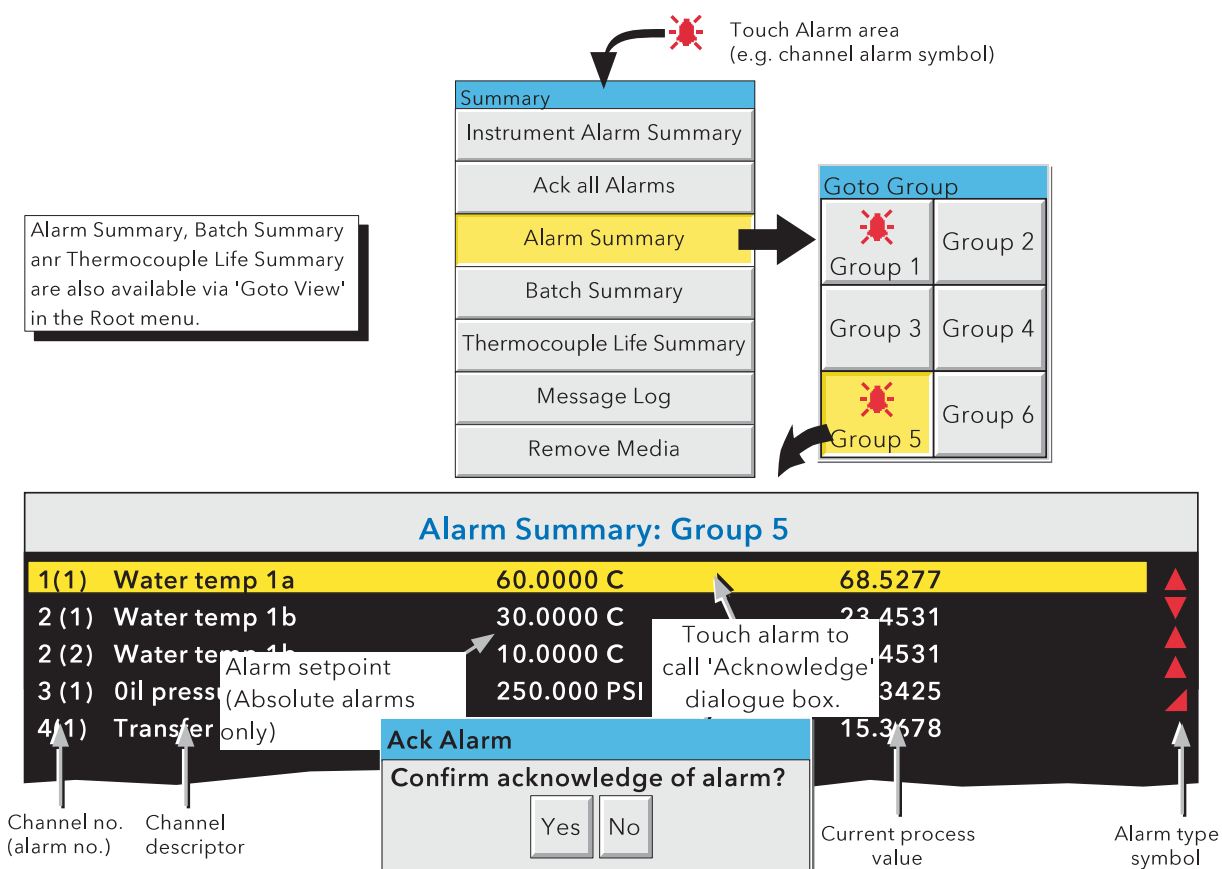 Touch Alarm area
(e.g. channel alarm symbol)
Summary
Instrument Alarm Summary
Ack all Alarms
Alarm Summary
Batch Summary
Thermocouple Life Summary
Message Log
Remove Media
Goto Group
Group 1
Group 2
Group 3
Group 4
Group 5
Group 6
Alarm Summary, Batch Summary
anr Thermocouple Life Summary
are also available via 'Goto View'
in the Root menu.
Alarm Summary: Group 5
1(1) Water temp 1a 60.0000 C 68.5277
2 (1) Water temp 1b 30.0000 C 23.4531
2 (2) Water 10.0000 C 4531
3 (1) 0il 250.000 PSI 3425
4(1) Transfer 15.3678
Alarm setpoint
(Absolute alarms
only)
Touch alarm to
call 'Acknowledge'
dialogue box.
Ack Alarm
Confirm acknowledge of alarm?
Yes No
Channel no.
(alarm no.)
Channel
descriptor
Current process
value
Alarm type
symbol